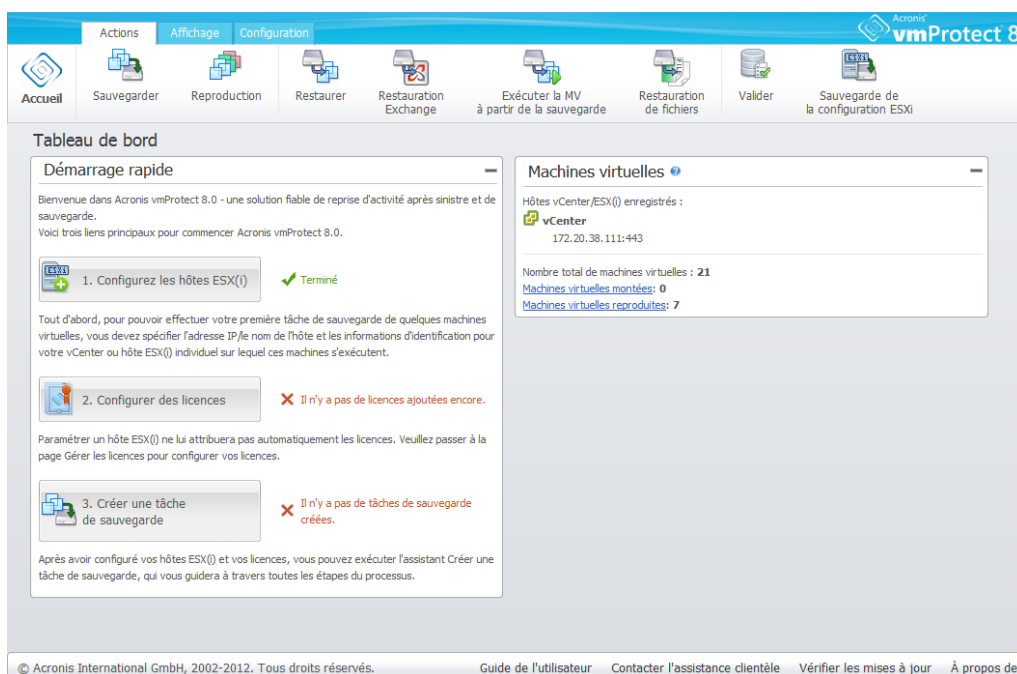 Actions Affichage Configuration
Acronis®
vmProtect 8
Accueil
Sauvegarder
Reproduction
Restaurer
Restauration
Exchange
Exécuter la MV
à partir de la sauvegarde
Restauration
de fichiers
Valider
Sauvegarde de
la configuration ESXi
Tableau de bord
Démarrage rapide
Bienvenue dans Acronis vmProtect 8.0 - une solution fiable de reprise d'activité après sinistre et de
sauvegarde.
Voici trois liens principaux pour commencer Acronis vmProtect 8.0.
ESXi
1. Configurez les hôtes ESX(i)
Terminé
Tout d'abord, pour pouvoir effectuer votre première tâche de sauvegarde de quelques machines
virtuelles, vous devez spécifier l'adresse IP/le nom de l'hôte et les informations d'identification pour
votre vCenter ou hôte ESX(i) individuel sur lequel ces machines s'exécutent.
2. Configurer des licences
Il n'y a pas de licences ajoutées encore.
Paramétrer un hôte ESX(i) ne lui attribuera pas automatiquement les licences. Veuillez passer à la
page Gérer les licences pour configurer vos licences.
3. Créer une tâche
de sauvegarde
Il n'y a pas de tâches de sauvegarde
créées.
Après avoir configuré vos hôtes ESX(i) et vos licences, vous pouvez exécuter l'assistant Créer une
tâche de sauvegarde, qui vous guidera à travers toutes les étapes du processus.
Machines virtuelles
Hôtes vCenter/ESX(i) enregistrés :
vCenter
172.20.38.111:443
Nombre total de machines virtuelles : 21
Machines virtuelles montées: 0
Machines virtuelles reproduites: 7
© Acronis International GmbH, 2002-2012. Tous droits réservés.
Guide de l'utilisateur Contacter l'assistance clientèle Vérifier les mises à jour À propos de